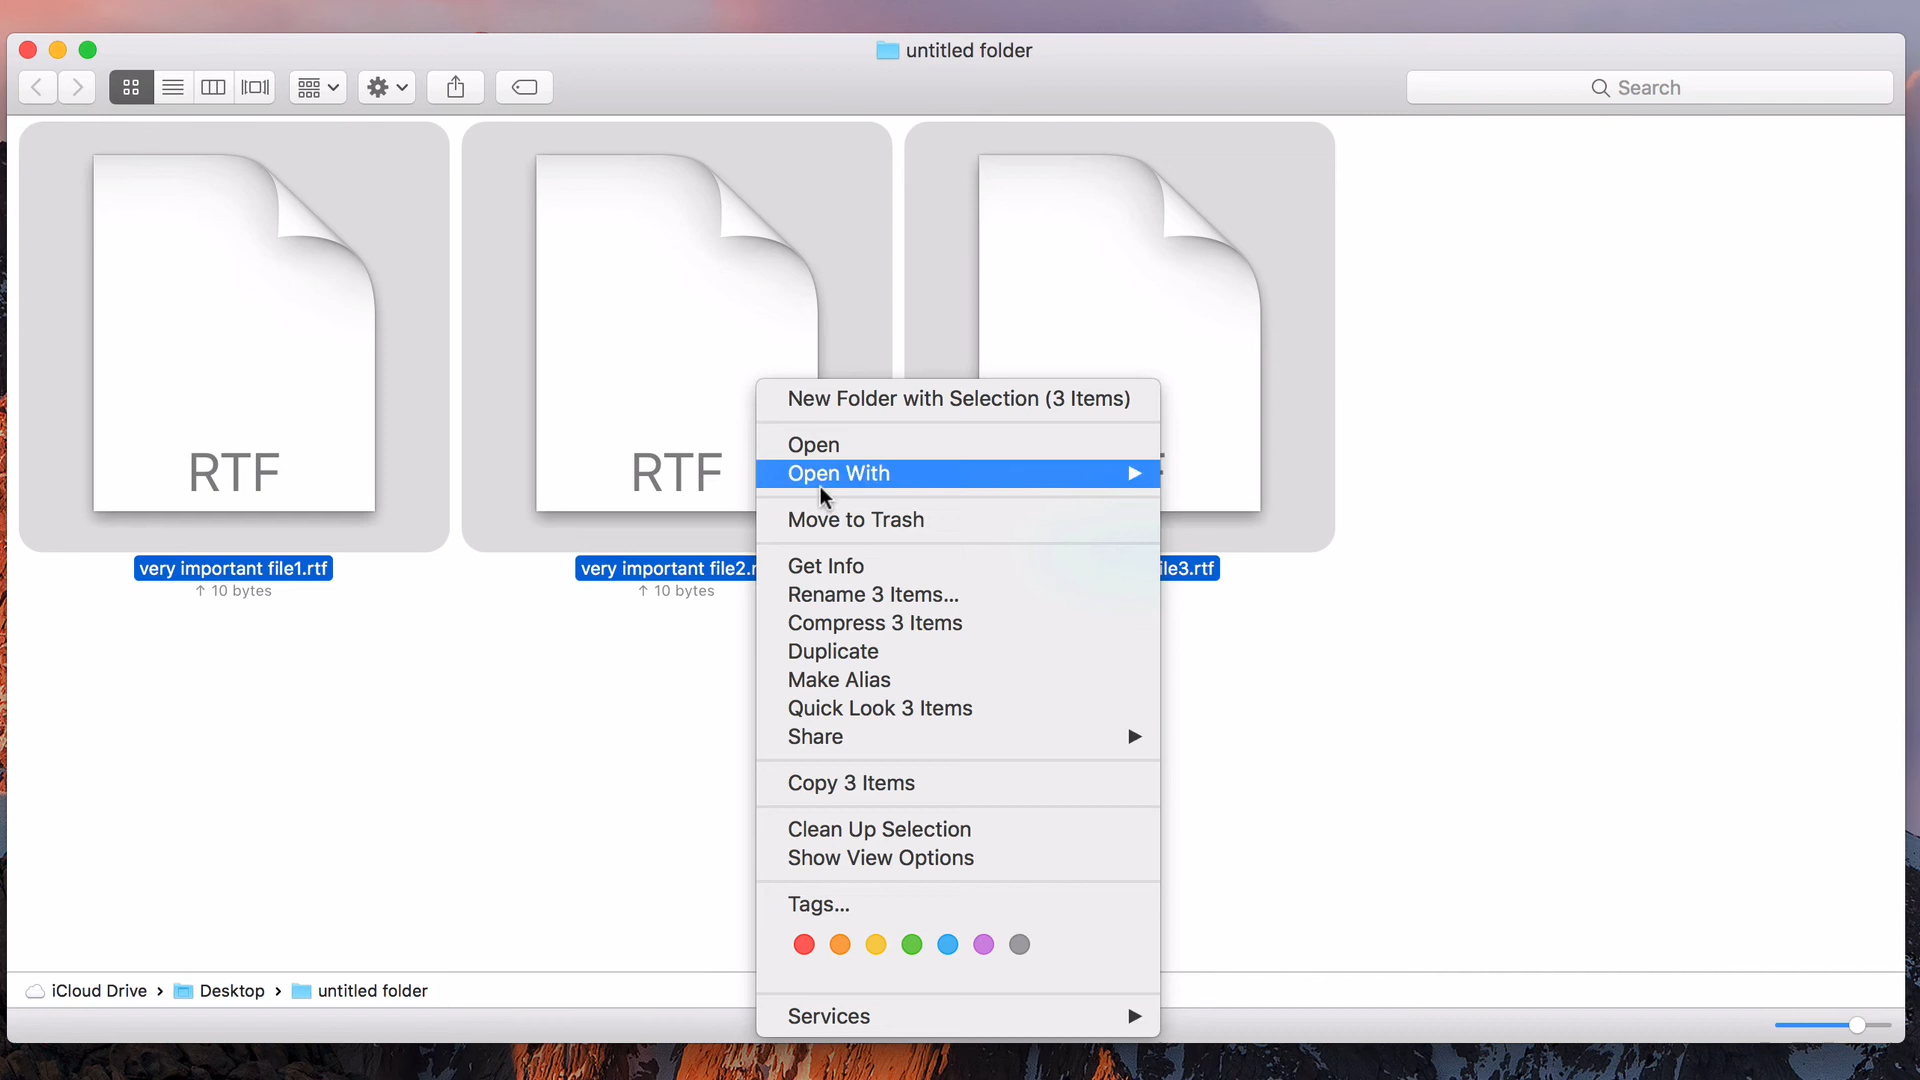 untitled folder
Search
RTF
RTF
very important file1.rtf
↑ 10 bytes
very important file2.r
↑ 10 bytes
ile3.rtf
New Folder with Selection (3 Items)
Open
Open With
Move to Trash
Get Info
Rename 3 Items...
Compress 3 Items
Duplicate
Make Alias
Quick Look 3 Items
Share
Copy 3 Items
Clean Up Selection
Show View Options
Tags...
Services
iCloud Drive › Desktop › untitled folder